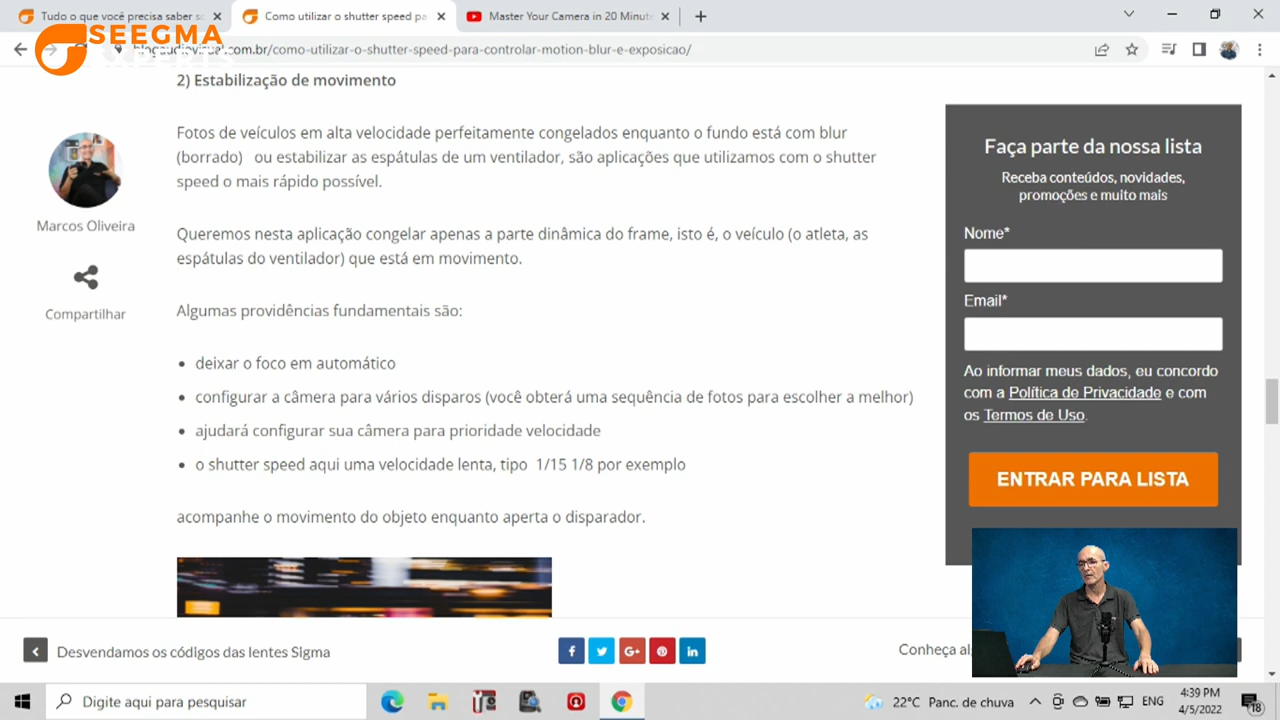 Tudo o que você precisa saber so
Como utilizar o shutter speed pa
Master Your Camera in 20 Minute
SEEGMA
EXPERTS
blogaudiovisual.com.br/como-utilizar-o-shutter-speed-para-controlar-motion-blur-e-exposicao/
2) Estabilização de movimento
Fotos de veículos em alta velocidade perfeitamente congelados enquanto o fundo está com blur
(borrado) ou estabilizar as espátulas de um ventilador, são aplicações que utilizamos com o shutter
speed o mais rápido possível.
Marcos Oliveira
Queremos nesta aplicação congelar apenas a parte dinâmica do frame, isto é, o veículo (o atleta, as
espátulas do ventilador) que está em movimento.
Compartilhar
Algumas providências fundamentais são:
• deixar o foco em automático
• configurar a câmera para vários disparos (você obterá uma sequência de fotos para escolher a melhor)
• ajudará configurar sua câmera para prioridade velocidade
• o shutter speed aqui uma velocidade lenta, tipo 1/15 1/8 por exemplo
acompanhe o movimento do objeto enquanto aperta o disparador.
Faça parte da nossa lista
Receba conteúdos, novidades,
promoções e muito mais
Nome*
Email*
Ao informar meus dados, eu concordo
com a Política de Privacidade e com
os Termos de Uso.
ENTRAR PARA LISTA
Desvendamos os códigos das lentes Sigma
f
G+
in
Conheça al
Digite aqui para pesquisar
22°C Panc. de chuva
ENG
4:39 PM
4/5/2022
18